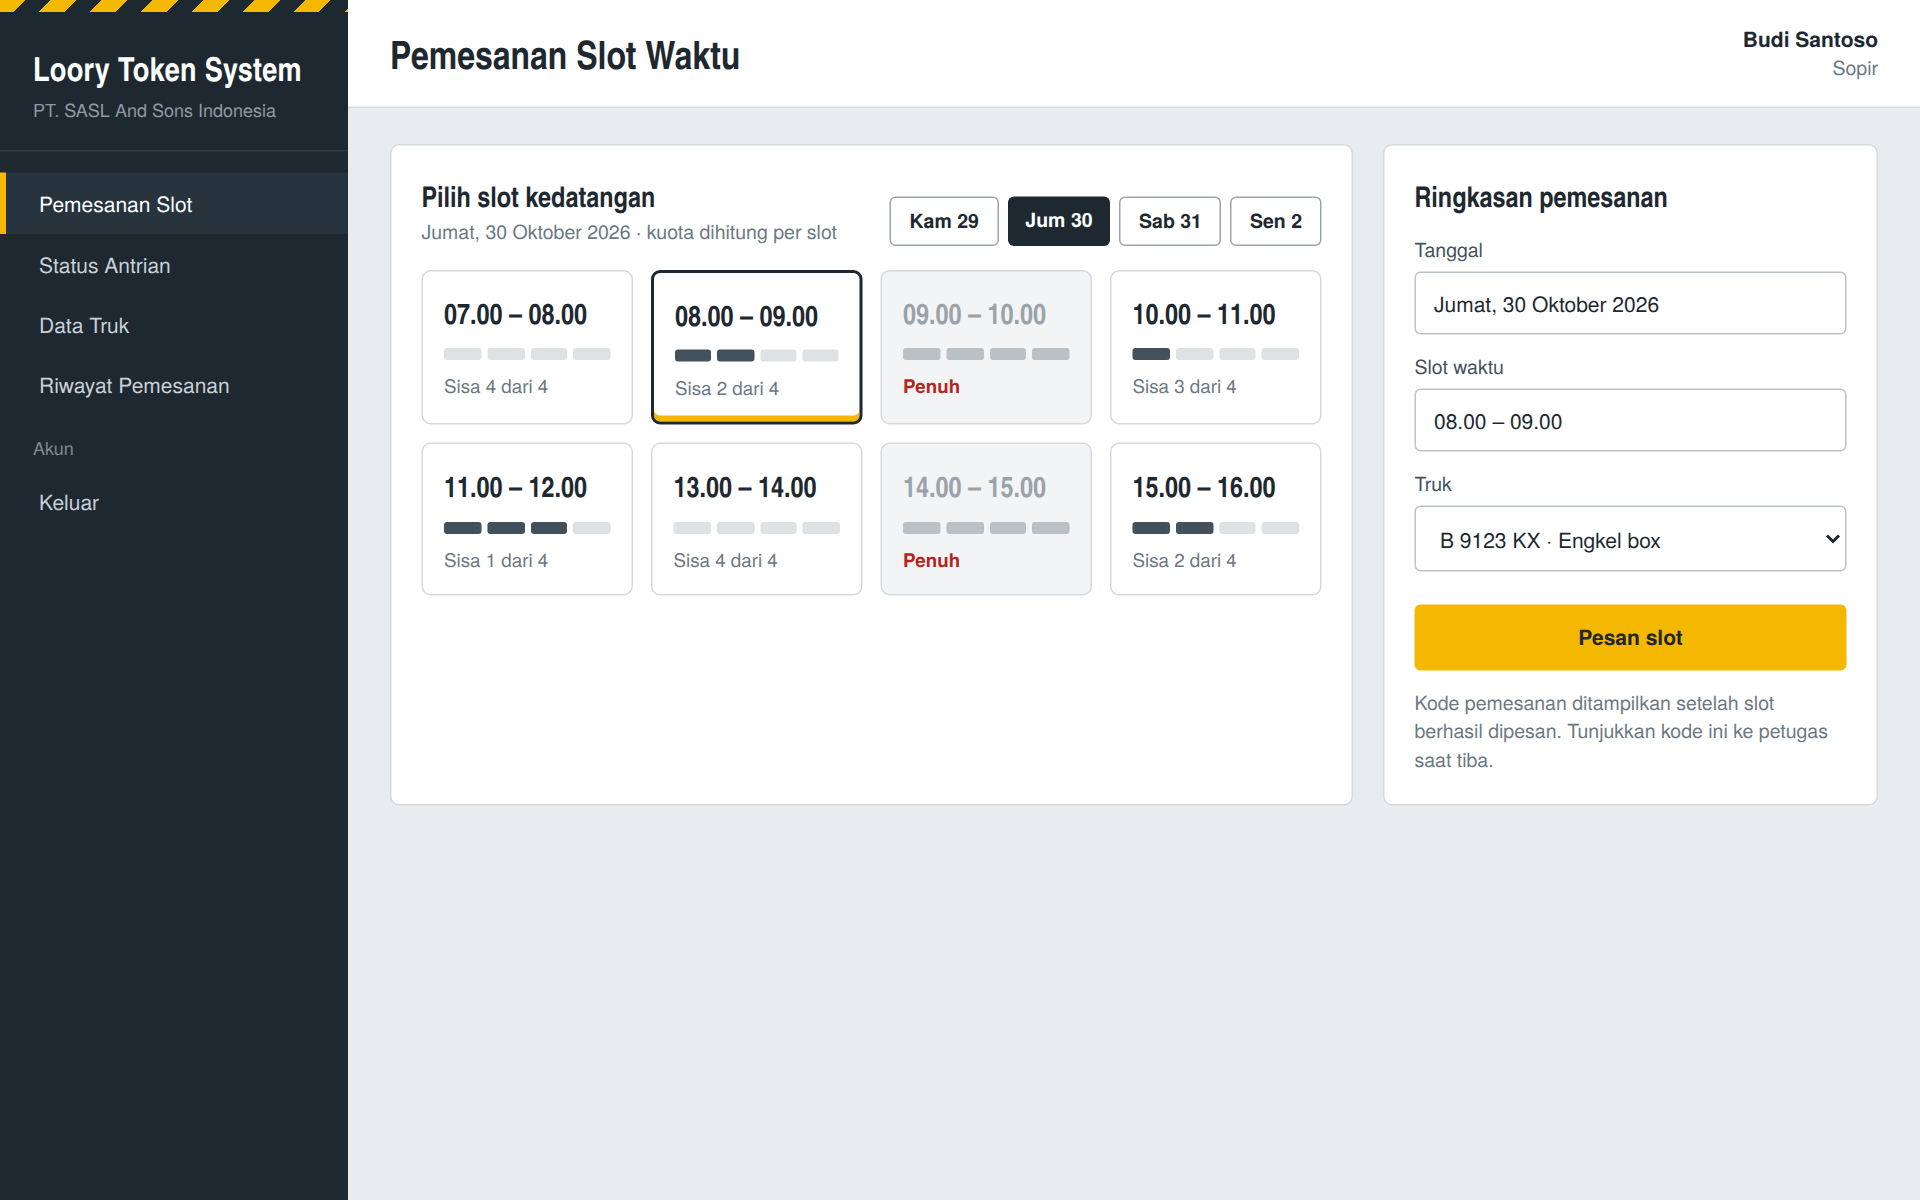 Loory Token System
PT. SASL And Sons Indonesia
Pemesanan Slot
Status Antrian
Data Truk
Riwayat Pemesanan
Akun
Keluar
Pemesanan Slot Waktu
Budi Santoso
Sopir
Pilih slot kedatangan
Jumat, 30 Oktober 2026 · kuota dihitung per slot
Kam 29
Jum 30
Sab 31
Sen 2
07.00 – 08.00
Sisa 4 dari 4
08.00 – 09.00
Sisa 2 dari 4
09.00 – 10.00
Penuh
10.00 – 11.00
Sisa 3 dari 4
11.00 – 12.00
Sisa 1 dari 4
13.00 – 14.00
Sisa 4 dari 4
14.00 – 15.00
Penuh
15.00 – 16.00
Sisa 2 dari 4
Ringkasan pemesanan
Tanggal
Jumat, 30 Oktober 2026
Slot waktu
08.00 – 09.00
Truk
B 9123 KX · Engkel box
Pesan slot
Kode pemesanan ditampilkan setelah slot
berhasil dipesan. Tunjukkan kode ini ke petugas
saat tiba.